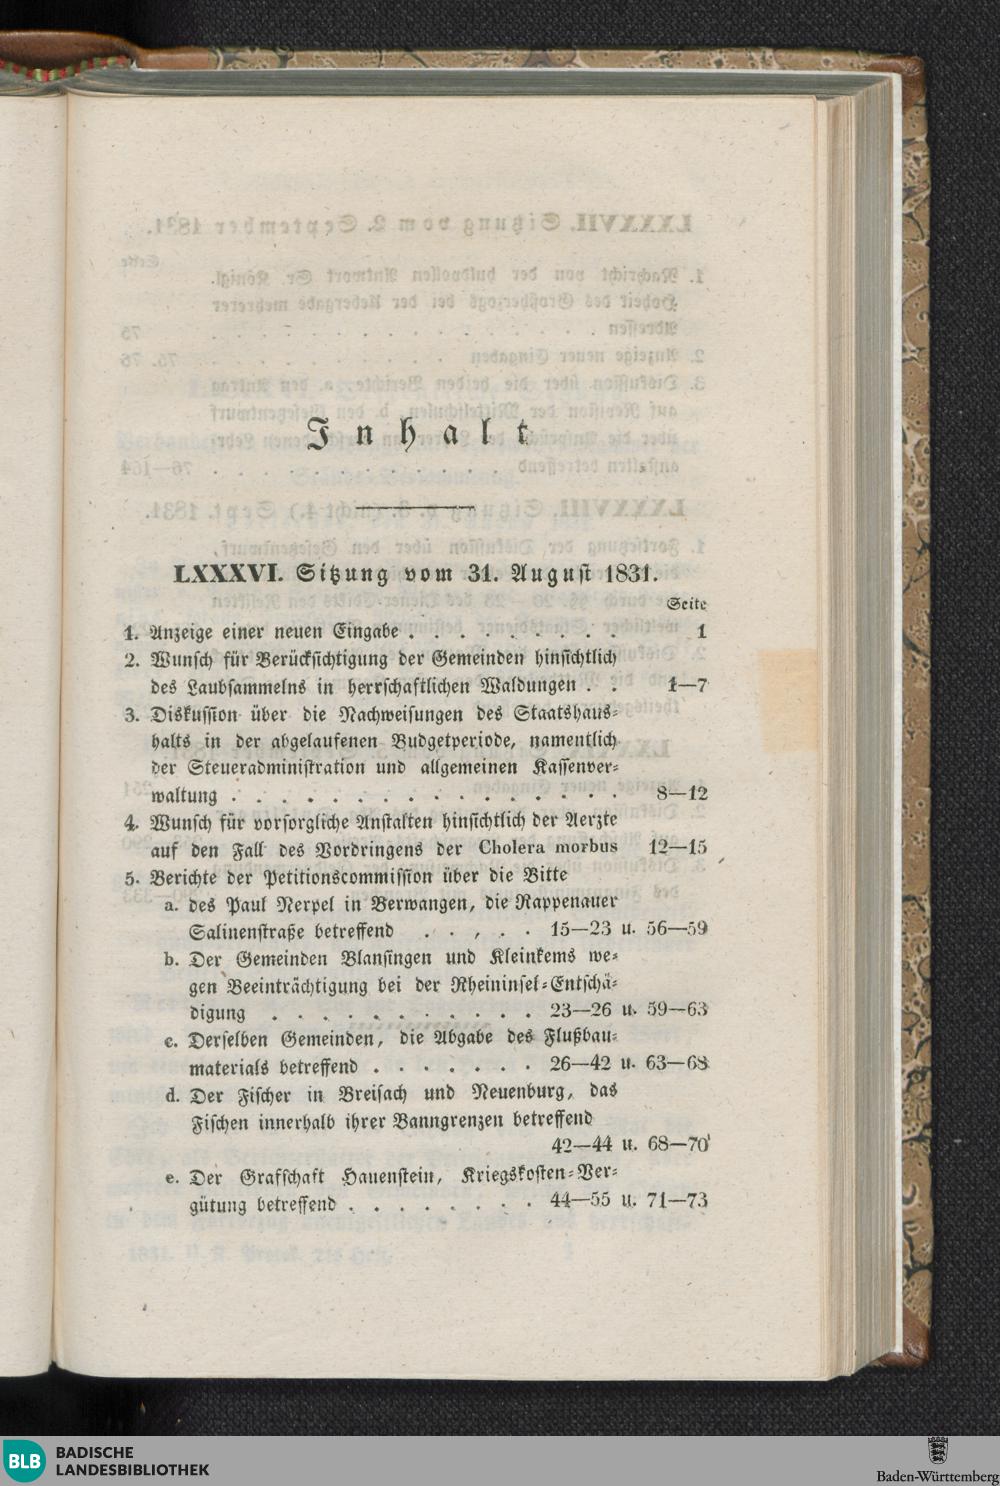 Inhalt
LXXXVI. Sitzung vom 31. August 1831.
Seite
1. Anzeige einer neuen Eingabe . . . . . . . . . 1
2. Wunsch für Berücksichtigung der Gemeinden hinsichtlich
des Laubsammelns in herrschaftlichen Waldungen . . 1—7
3. Diskussion über die Nachweisungen des Staatshaus-
halts in der abgelaufenen Budgetperiode, namentlich
der Steueradministration und allgemeinen Kassenver-
waltung . . . . . . . . . . . . . . . . 8—12
4. Wunsch für vorsorgliche Anstalten hinsichtlich der Aerzte
auf den Fall des Vordringens der Cholera morbus 12—15
5. Berichte der Petitionscommission über die Bitte
a. des Paul Nerpel in Berwangen, die Rappenauer
Salinenstraße betreffend . . , . . 15—23 u. 56—59
b. Der Gemeinden Blansingen und Kleinkems we-
gen Beeinträchtigung bei der Rheininsel-Entschä-
digung . . . . . . . . . . . 23—26 u. 59—63
c. Derselben Gemeinden, die Abgabe des Flußbau-
materials betreffend . . . . . . . 26—42 u. 63—68
d. Der Fischer in Breisach und Neuenburg, das
Fischen innerhalb ihrer Banngrenzen betreffend
42—44 u. 68—70
e. Der Grafschaft Hauenstein, Kriegskosten-Ver-
gütung betreffend . . . . . . . . 44—55 u. 71—73
BLB BADISCHE
LANDESBIBLIOTHEK
Baden-Württemberg